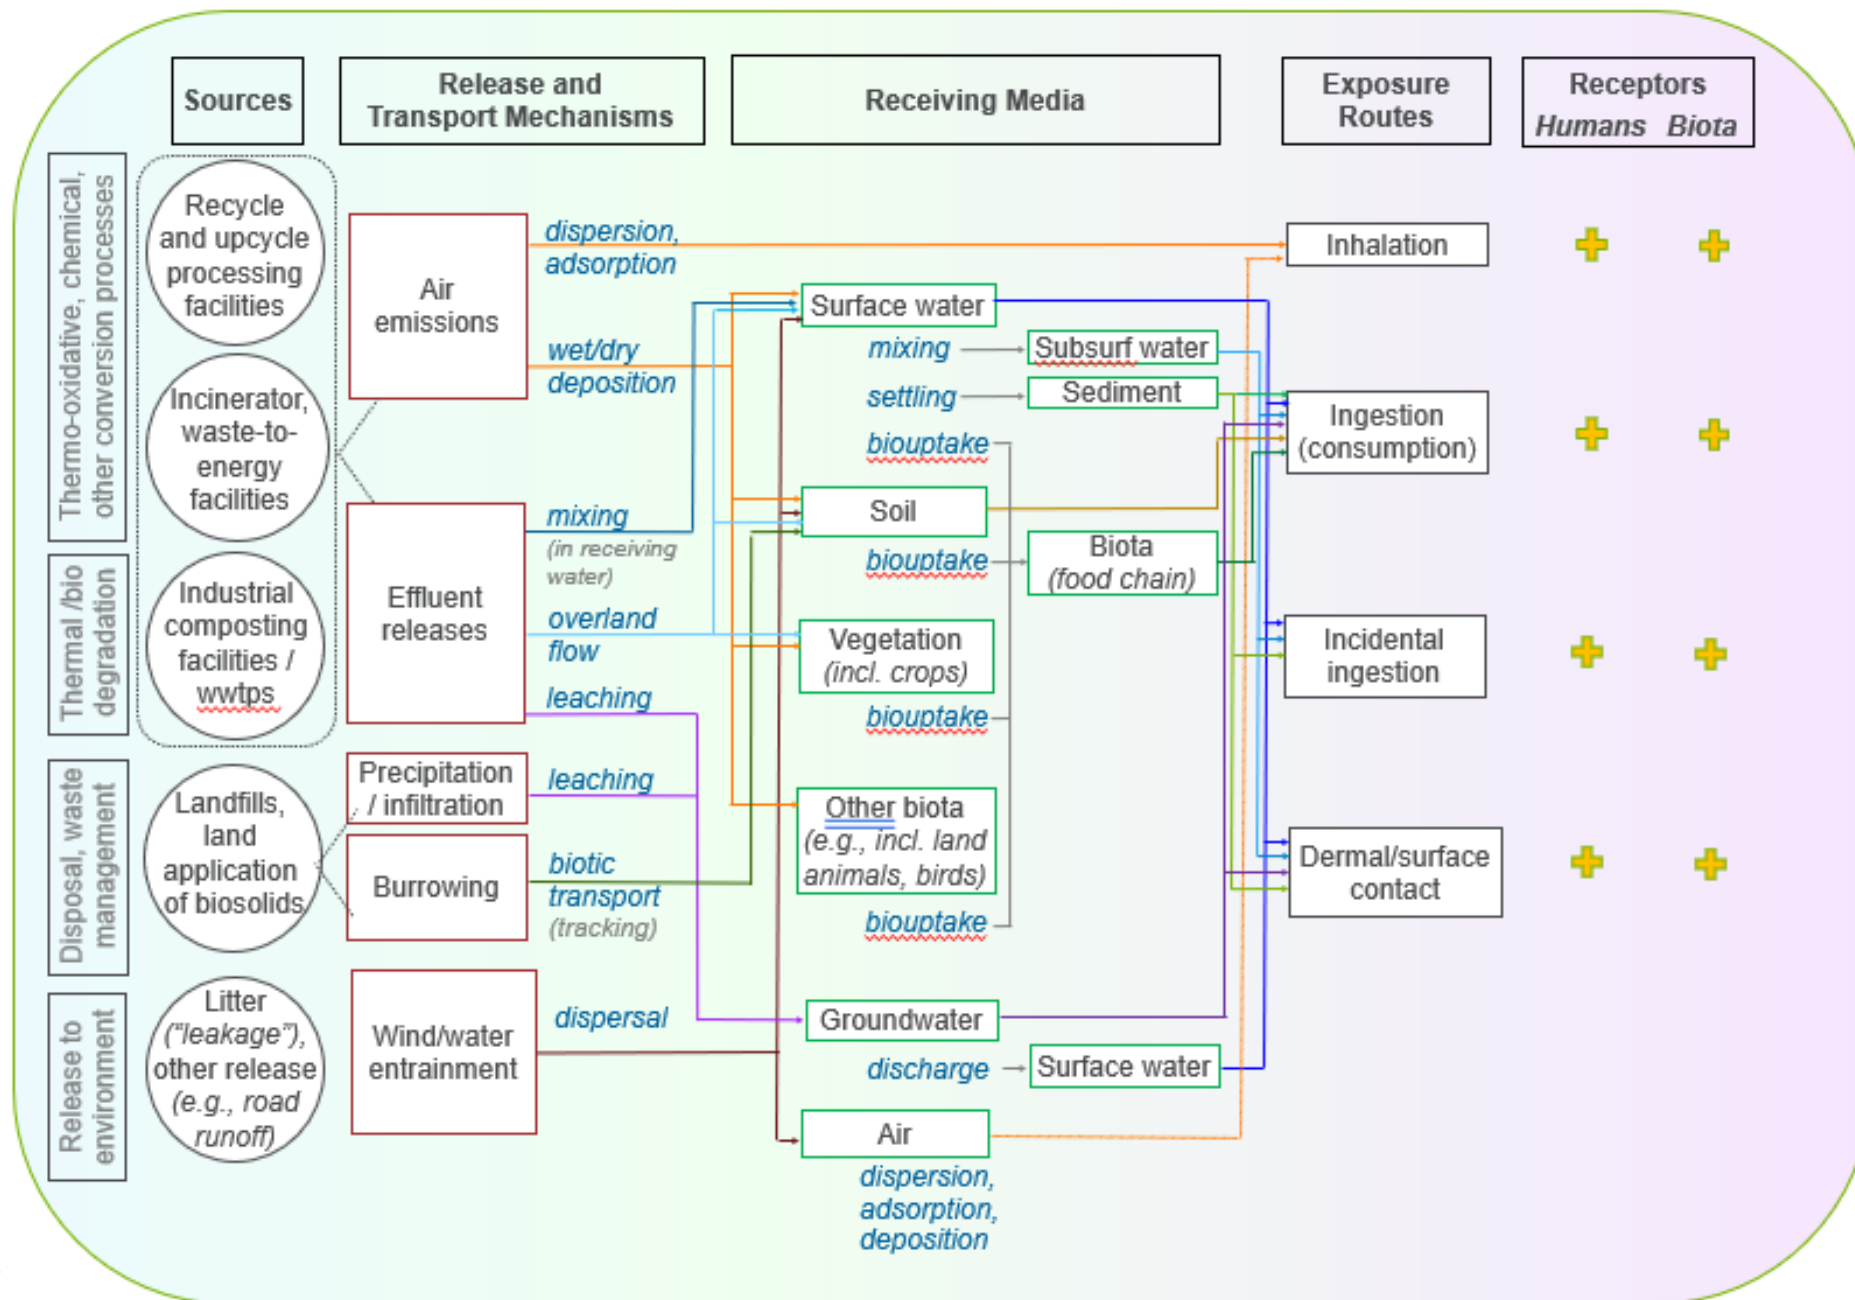 Sources
Release and
Transport Mechanisms
Receiving Media
Exposure
Routes
Receptors
Humans Biota
Thermo-oxidative, chemical,
other conversion processes
Thermal /bio
degradation
Disposal, waste
management
Release to
environment
Recycle
and upcycle
processing
facilities
Incinerator,
waste-to-
energy
facilities
Industrial
composting
facilities /
wwtps
Landfills,
land
application
of biosolids
Litter
(“leakage”),
other release
(e.g., road
runoff)
Air
emissions
Effluent
releases
Precipitation
/ infiltration
Burrowing
Wind/water
entrainment
dispersion,
adsorption
wet/dry
deposition
mixing
(in receiving
water)
overland
flow
leaching
leaching
biotic
transport
(tracking)
dispersal
Surface water
mixing
Subsurf water
settling
Sediment
biouptake
Soil
biouptake
Biota
(food chain)
Vegetation
(incl. crops)
biouptake
Other biota
(e.g., incl. land
animals, birds)
biouptake
Groundwater
discharge
Surface water
Air
dispersion,
adsorption,
deposition
Inhalation
Ingestion
(consumption)
Incidental
ingestion
Dermal/surface
contact